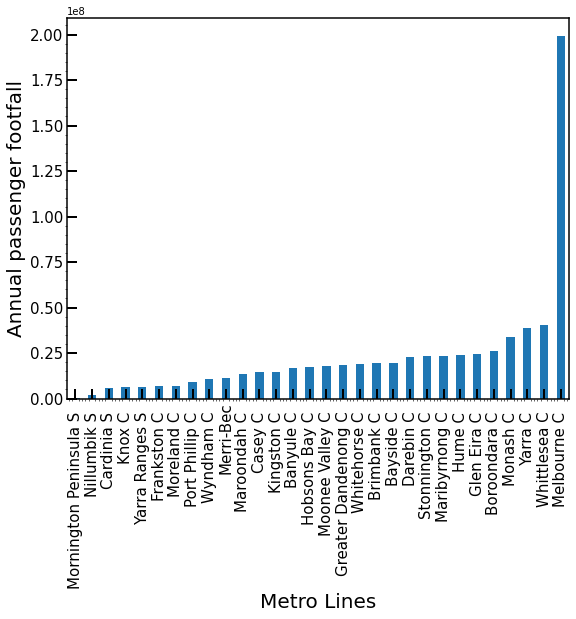 1e8
2.00
1.75
1.50
1.25
1.00
0.75
0.50
0.25
0.00
Annual passenger footfall
Mornington Peninsula S
Nillumbik S
Cardinia S
Knox C
Yarra Ranges S
Frankston C
Moreland C
Port Phillip C
Wyndham C
Merri-Bec
Maroondah C
Casey C
Kingston C
Banyule C
Hobsons Bay C
Moonee Valley C
Greater Dandenong C
Whitehorse C
Brimbank C
Bayside C
Darebin C
Stonnington C
Maribyrnong C
Hume C
Glen Eira C
Boroondara C
Monash C
Yarra C
Whittlesea C
Melbourne C
Metro Lines